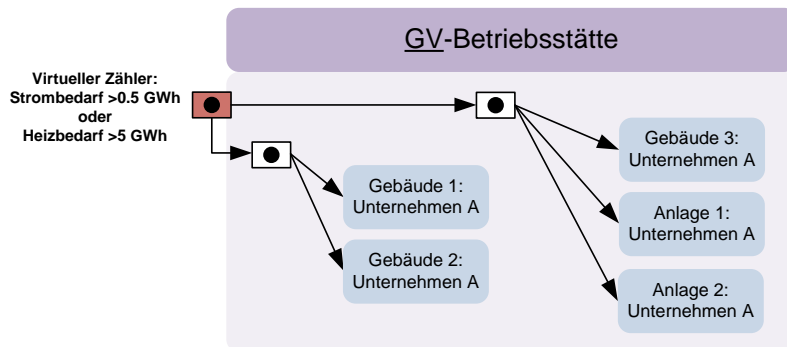 GV-Betriebsstätte
Virtueller Zähler:
Strombedarf >0.5 GWh
oder
Heizbedarf >5 GWh
Gebäude 1:
Unternehmen A
Gebäude 2:
Unternehmen A
Gebäude 3:
Unternehmen A
Anlage 1:
Unternehmen A
Anlage 2:
Unternehmen A